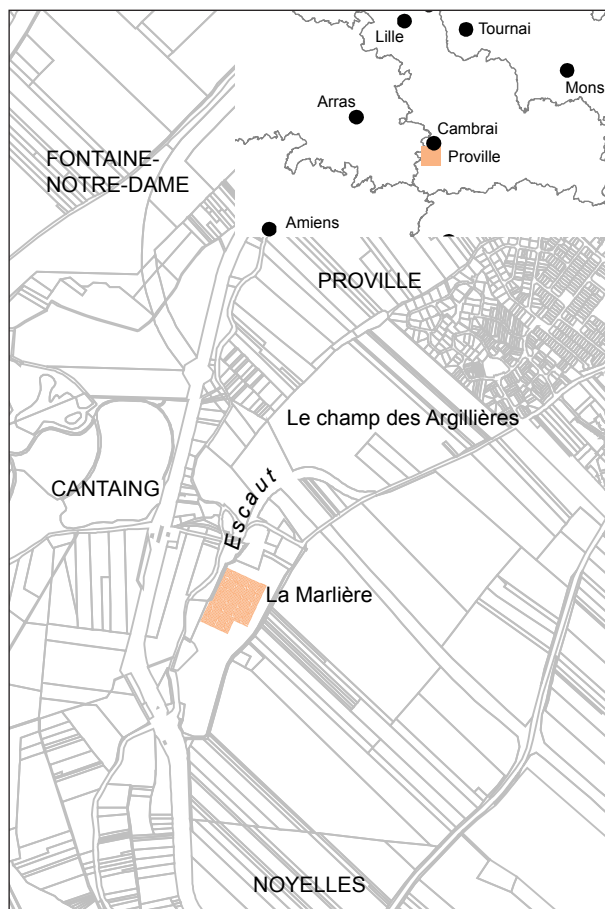 Lille
Tournai
Mons
Arras
Cambrai
Proville
Amiens
FONTAINE-
NOTRE-DAME
PROVILLE
Le champ des Argillières
CANTAING
Escaut
La Marlière
NOYELLES